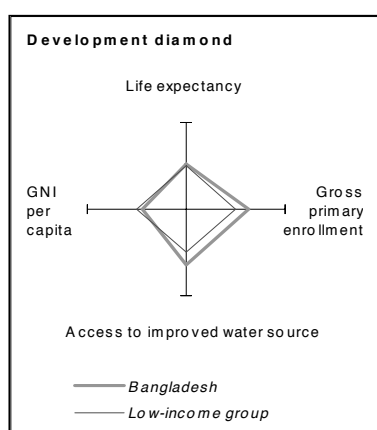 Development diamond
Life expectancy
GNI
per
capita
Gross
primary
enrollment
Access to improved water source
Bangladesh
Low-income group